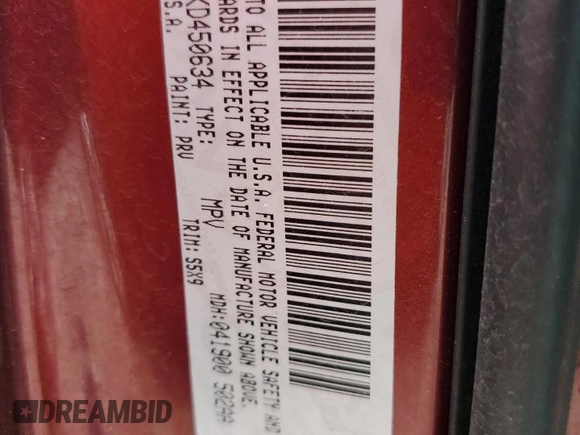 TO ALL APPLICABLE U.S.A. FEDERAL MOTOR VEHICLE SAFETY AND
ARDS IN EFFECT ON THE DATE OF MANUFACTURE SHOWN ABOVE.
KD450634 TYPE: MPV MDH:041900 502AA
.S.A. PAINT: PRV TRIM: S5X9
DREAMBID